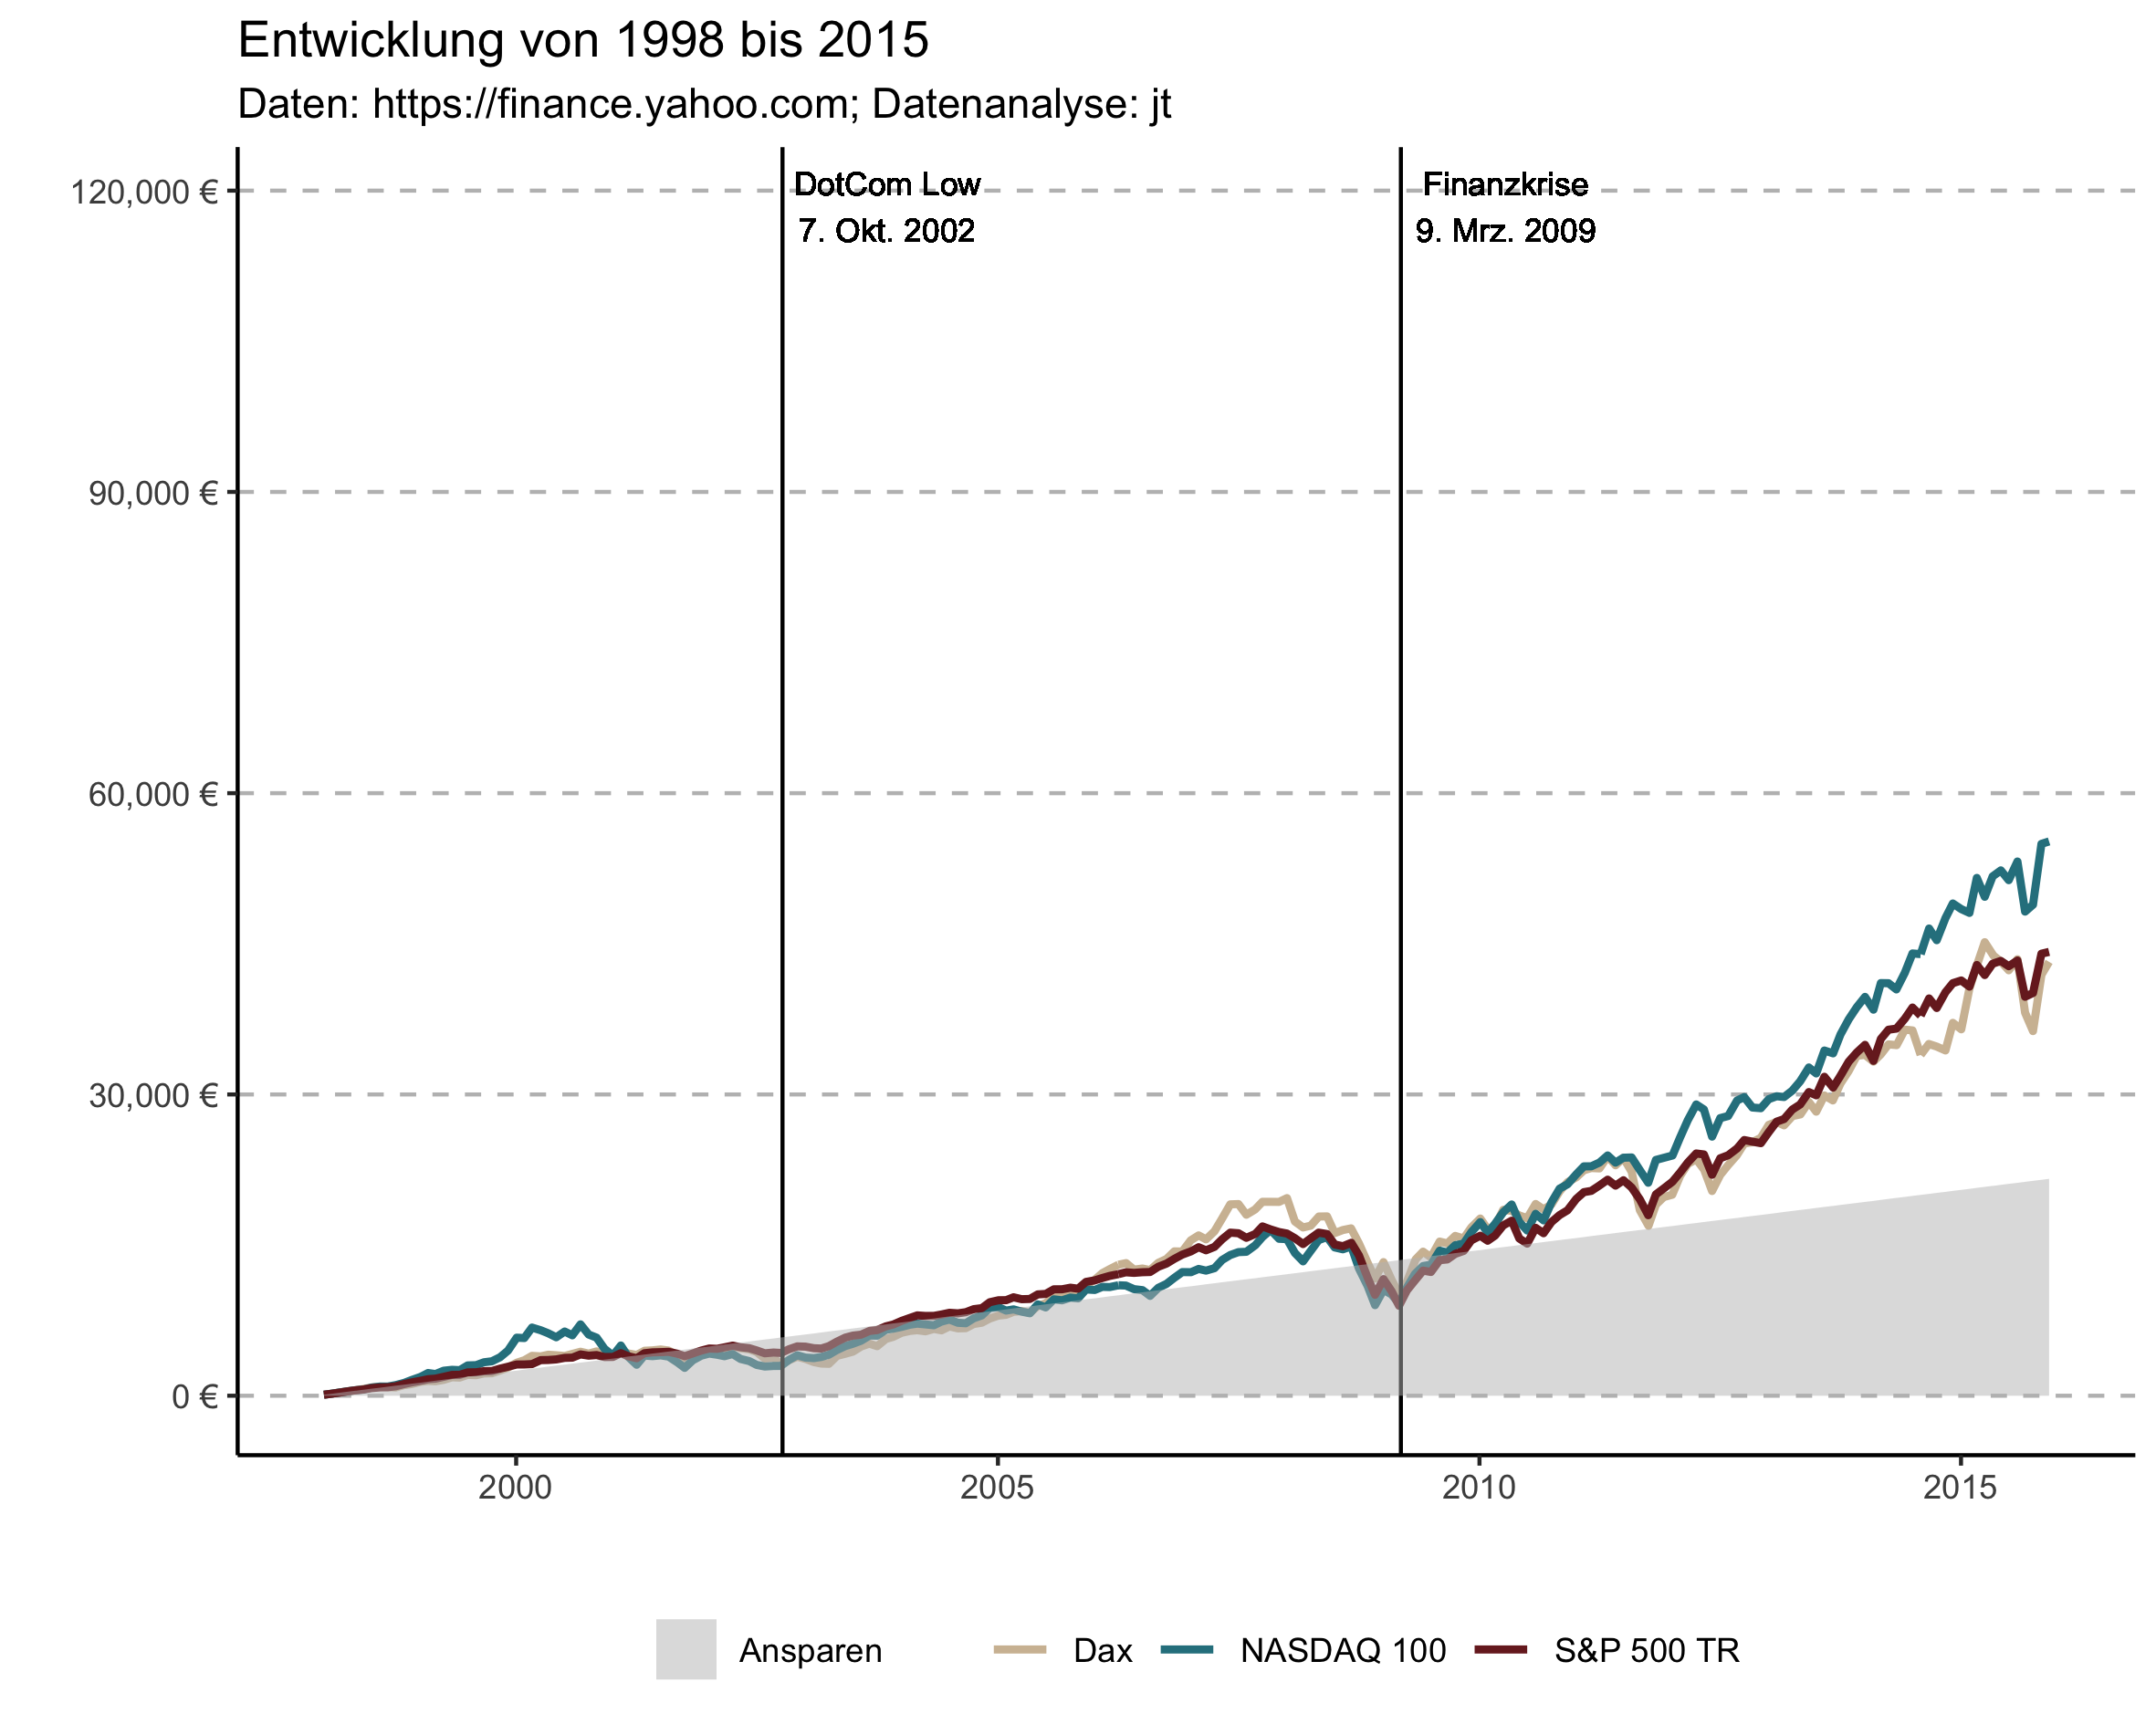 Entwicklung von 1998 bis 2015
Daten: https://finance.yahoo.com; Datenanalyse: jt
120,000 €
90,000 €
60,000 €
30,000 €
0 €
DotCom Low
7. Okt. 2002
Finanzkrise
9. Mrz. 2009
2000 2005 2010 2015
Ansparen Dax NASDAQ 100 S&P 500 TR